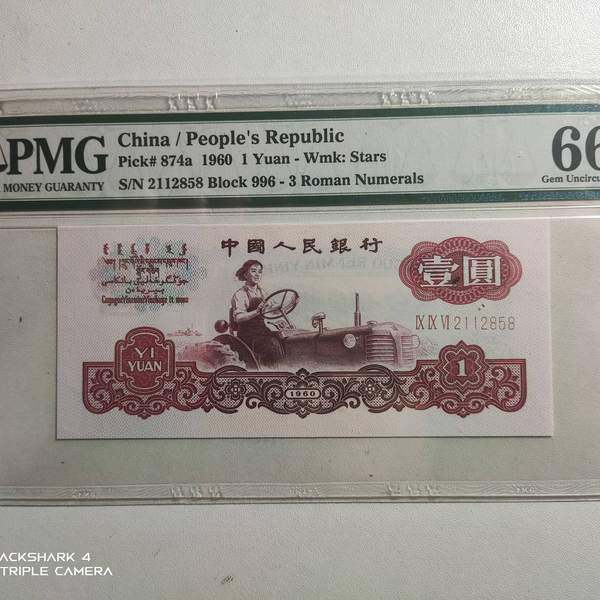 PMG
MONEY GUARANTY
China / People's Republic
Pick# 874a 1960 1 Yuan - Wmk: Stars
S/N 2112858 Block 996 - 3 Roman Numerals
66
Gem Uncircu
中國人民銀行
壹圓
IX IX VI 2112858
YI
YUAN
1960
1
ACKSHARK 4
TRIPLE CAMERA